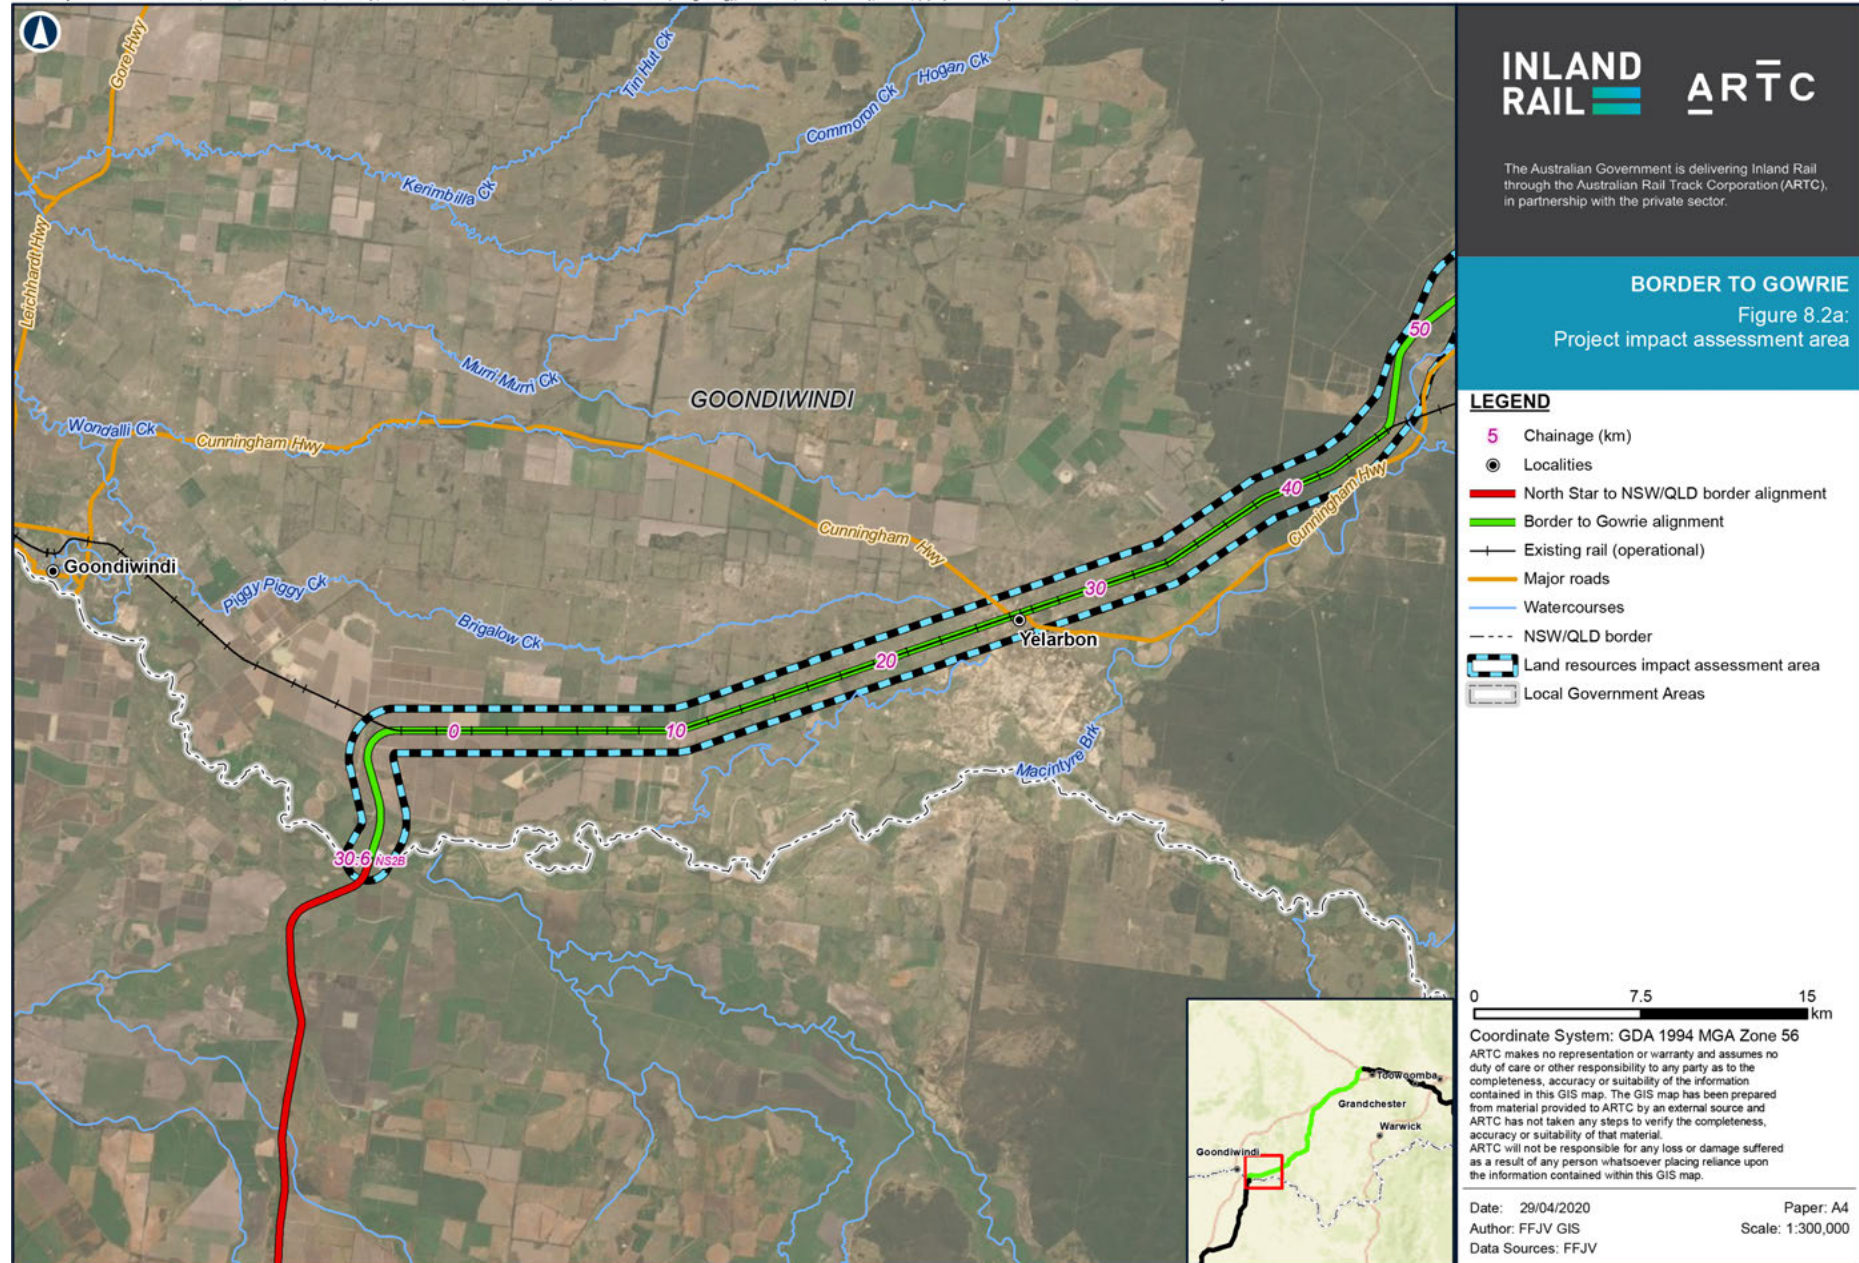 Gore Hwy
Tin Hut Ck
Hogan Ck
Commoron Ck
Kerimbilla Ck
Leichhardt Hwy
Murri Murri Ck
GOONDIWINDI
Wondalli Ck
Cunningham Hwy
50
40
Cunningham Hwy
Cunningham Hwy
Goondiwindi
Piggy Piggy Ck
Brigalow Ck
30
Yelarbon
20
10
0
Macintyre Brk
30.6 NS2B
INLAND
RAIL
ARTC
The Australian Government is delivering Inland Rail
through the Australian Rail Track Corporation (ARTC),
in partnership with the private sector.
BORDER TO GOWRIE
Figure 8.2a:
Project impact assessment area
LEGEND
5 Chainage (km)
Localities
North Star to NSW/QLD border alignment
Border to Gowrie alignment
Existing rail (operational)
Major roads
Watercourses
NSW/QLD border
Land resources impact assessment area
Local Government Areas
0 7.5 15
km
Coordinate System: GDA 1994 MGA Zone 56
ARTC makes no representation or warranty and assumes no
duty of care or other responsibility to any party as to the
completeness, accuracy or suitability of the information
contained in this GIS map. The GIS map has been prepared
from material provided to ARTC by an external source and
ARTC has not taken any steps to verify the completeness,
accuracy or suitability of that material.
ARTC will not be responsible for any loss or damage suffered
as a result of any person whatsoever placing reliance upon
the information contained within this GIS map.
Date: 29/04/2020 Paper: A4
Author: FFJV GIS Scale: 1:300,000
Data Sources: FFJV
Toowoomba
Grandchester
Warwick
Goondiwindi